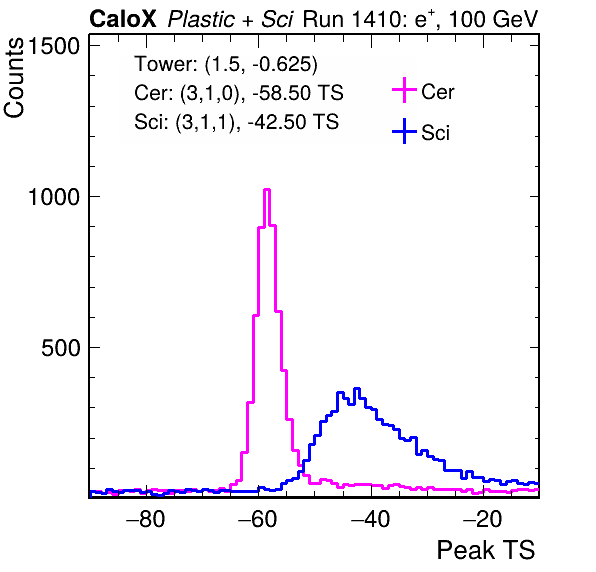 CaloX Plastic + Sci Run 1410: e+, 100 GeV
Counts
1500
1000
500
Tower: (1.5, -0.625)
Cer: (3,1,0), -58.50 TS
Sci: (3,1,1), -42.50 TS
Cer
Sci
−80 −60 −40 −20
Peak TS